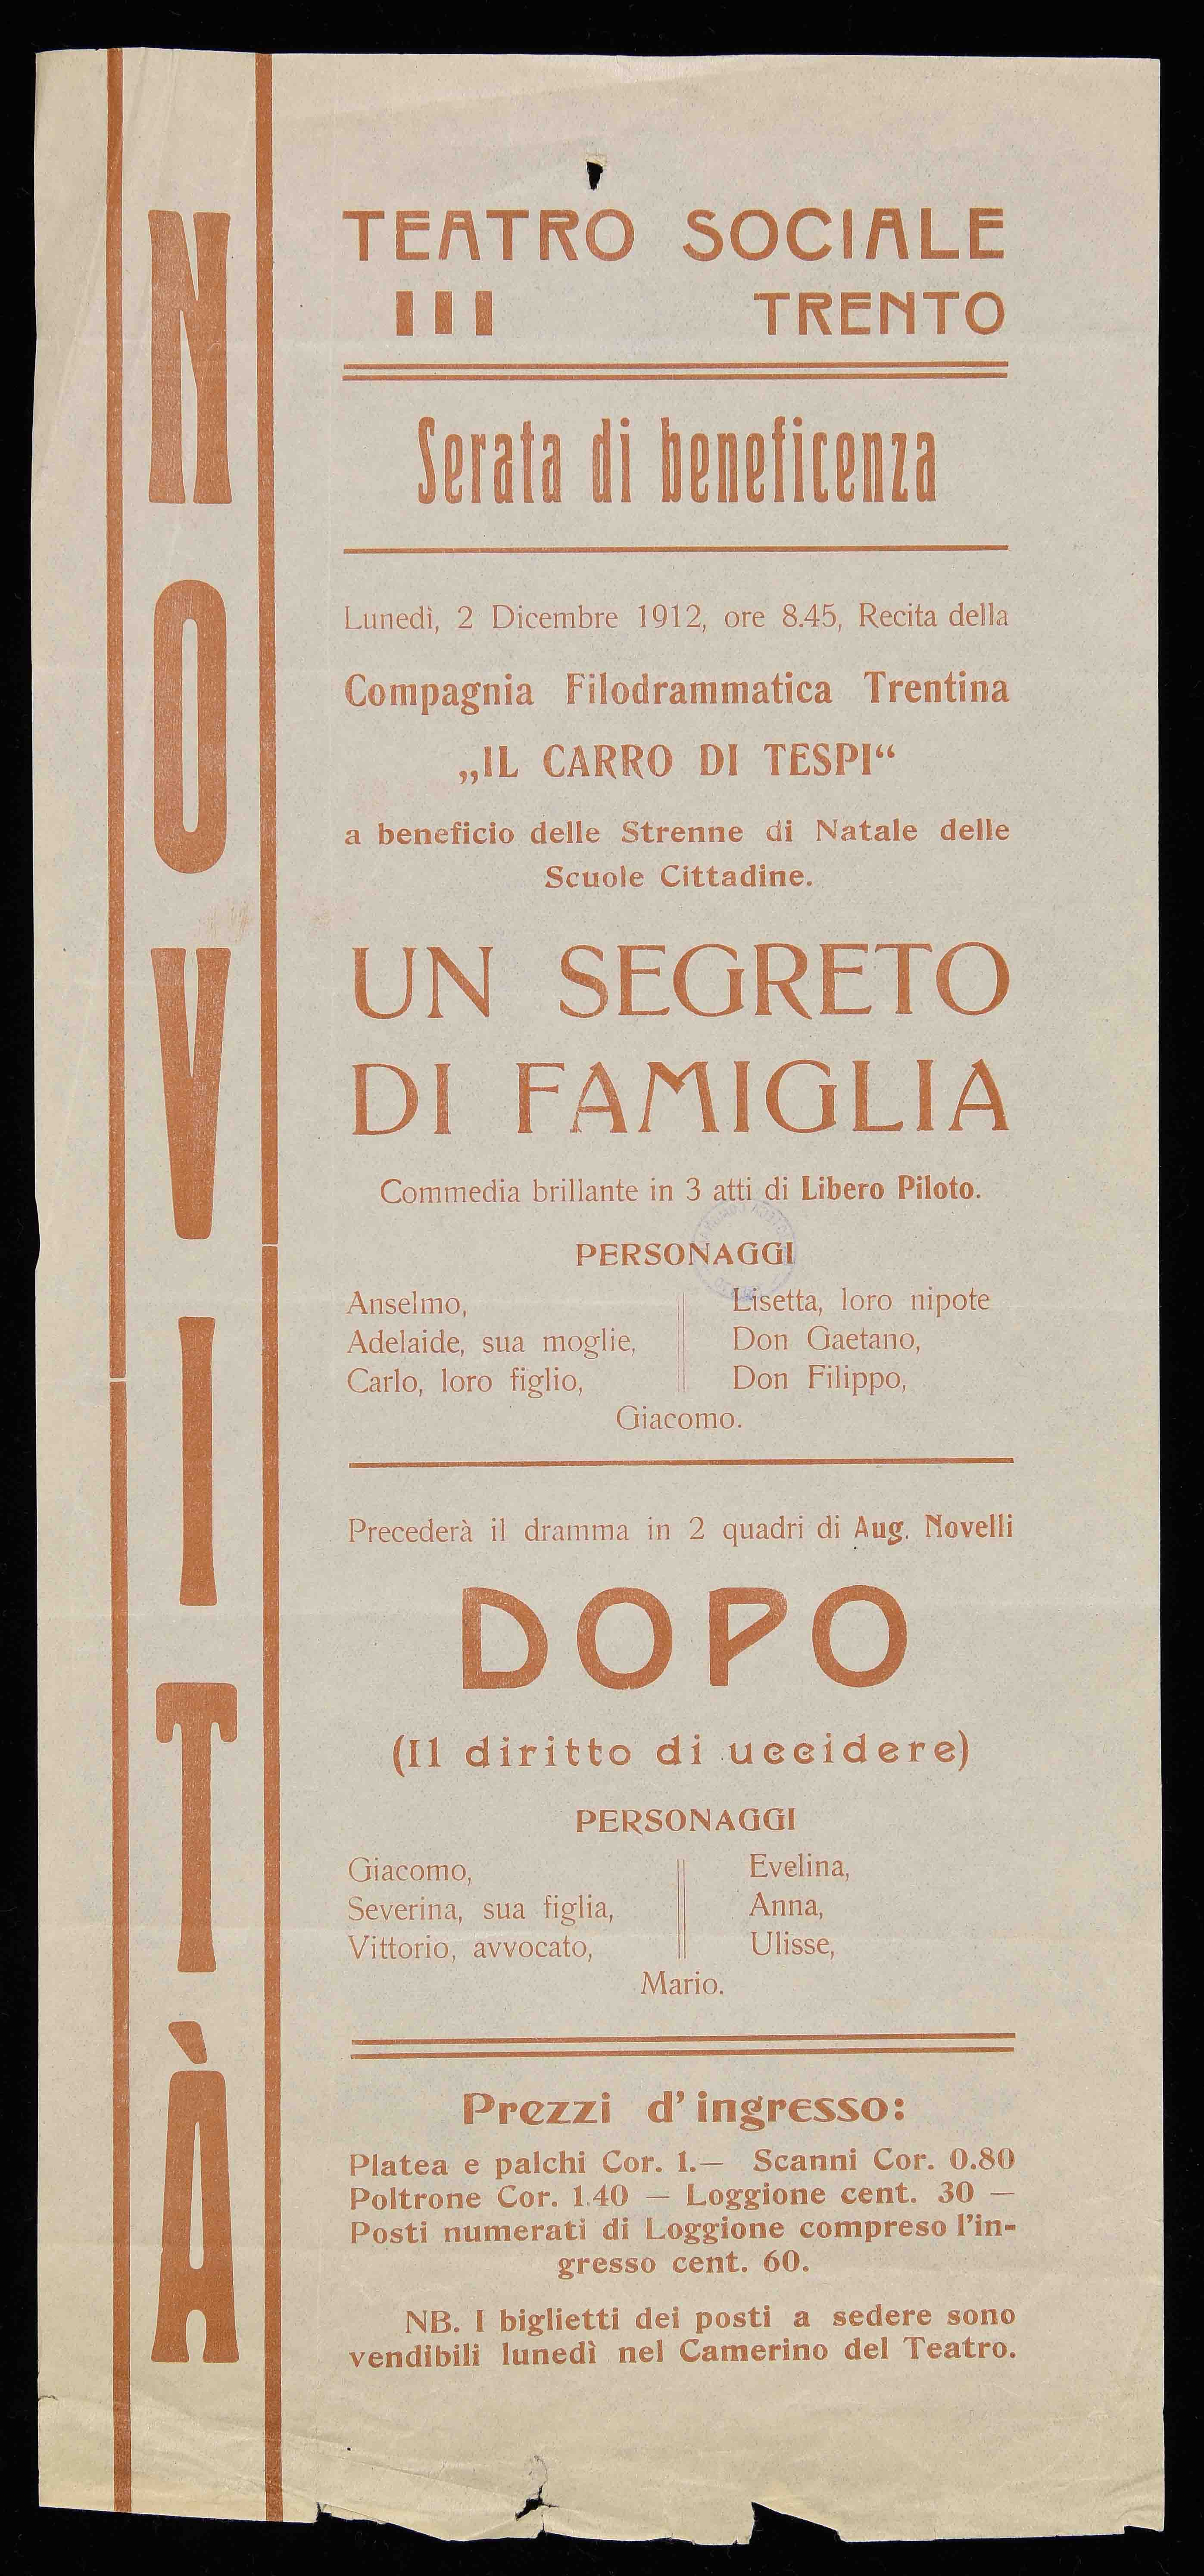 NOVITÀ
TEATRO SOCIALE
TRENTO
Serata di beneficenza
Lunedì, 2 Dicembre 1912, ore 8.45, Recita della
Compagnia Filodrammatica Trentina
„IL CARRO DI TESPI“
a beneficio delle Strenne di Natale delle
Scuole Cittadine.
UN SEGRETO
DI FAMIGLIA
Commedia brillante in 3 atti di Libero Piloto.
PERSONAGGI
Anselmo,
Adelaide, sua moglie,
Carlo, loro figlio,
Lisetta, loro nipote
Don Gaetano,
Don Filippo,
Giacomo.
Precederà il dramma in 2 quadri di Aug. Novelli
DOPO
(Il diritto di uccidere)
PERSONAGGI
Giacomo,
Severina, sua figlia,
Vittorio, avvocato,
Evelina,
Anna,
Ulisse,
Mario.
Prezzi d'ingresso:
Platea e palchi Cor. 1.— Scanni Cor. 0.80
Poltrone Cor. 1.40 — Loggione cent. 30 —
Posti numerati di Loggione compreso l'in-
gresso cent. 60.
NB. I biglietti dei posti a sedere sono
vendibili lunedì nel Camerino del Teatro.